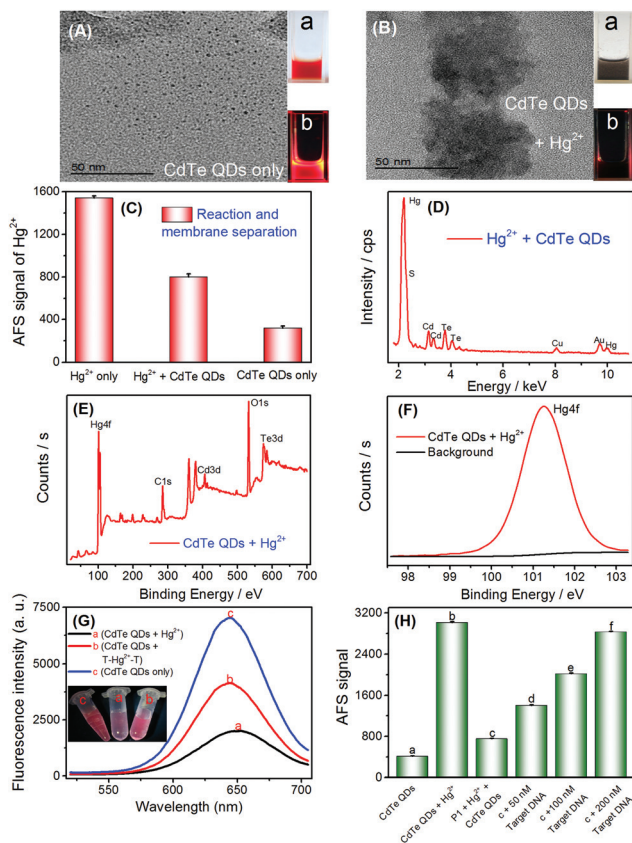 (A)
a
b
50 nm
CdTe QDs only
(B)
a
CdTe QDs
+ Hg²⁺
b
50 nm
(C)
Reaction and
membrane separation
AFS signal of Hg²⁺
1600
1200
800
400
0
Hg²⁺ only
Hg²⁺ + CdTe QDs
CdTe QDs only
(D)
Hg²⁺ + CdTe QDs
Intensity / cps
Hg
S
Cd
Cd
Te
Te
Cu
Au
Hg
2
4
6
8
10
Energy / keV
(E)
Counts / s
Hg4f
C1s
Cd3d
O1s
Te3d
CdTe QDs + Hg²⁺
100
200
300
400
500
600
700
Binding Energy / eV
(F)
Hg4f
CdTe QDs + Hg²⁺
Background
Counts / s
98
99
100
101
102
103
Binding Energy / eV
(G)
Fluorescence intensity (a. u.)
7500
5000
2500
0
a (CdTe QDs + Hg²⁺)
b (CdTe QDs +
T-Hg²⁺-T)
c (CdTe QDs only)
c
a
b
c
b
a
550
600
650
700
Wavelength (nm)
(H)
AFS signal
3200
2400
1600
800
0
a
b
c
d
e
f
CdTe QDs
CdTe QDs + Hg²⁺
P1 + Hg²⁺ +
CdTe QDs
c + 50 nM
Target DNA
c +100 nM
Target DNA
c + 200 nM
Target DNA